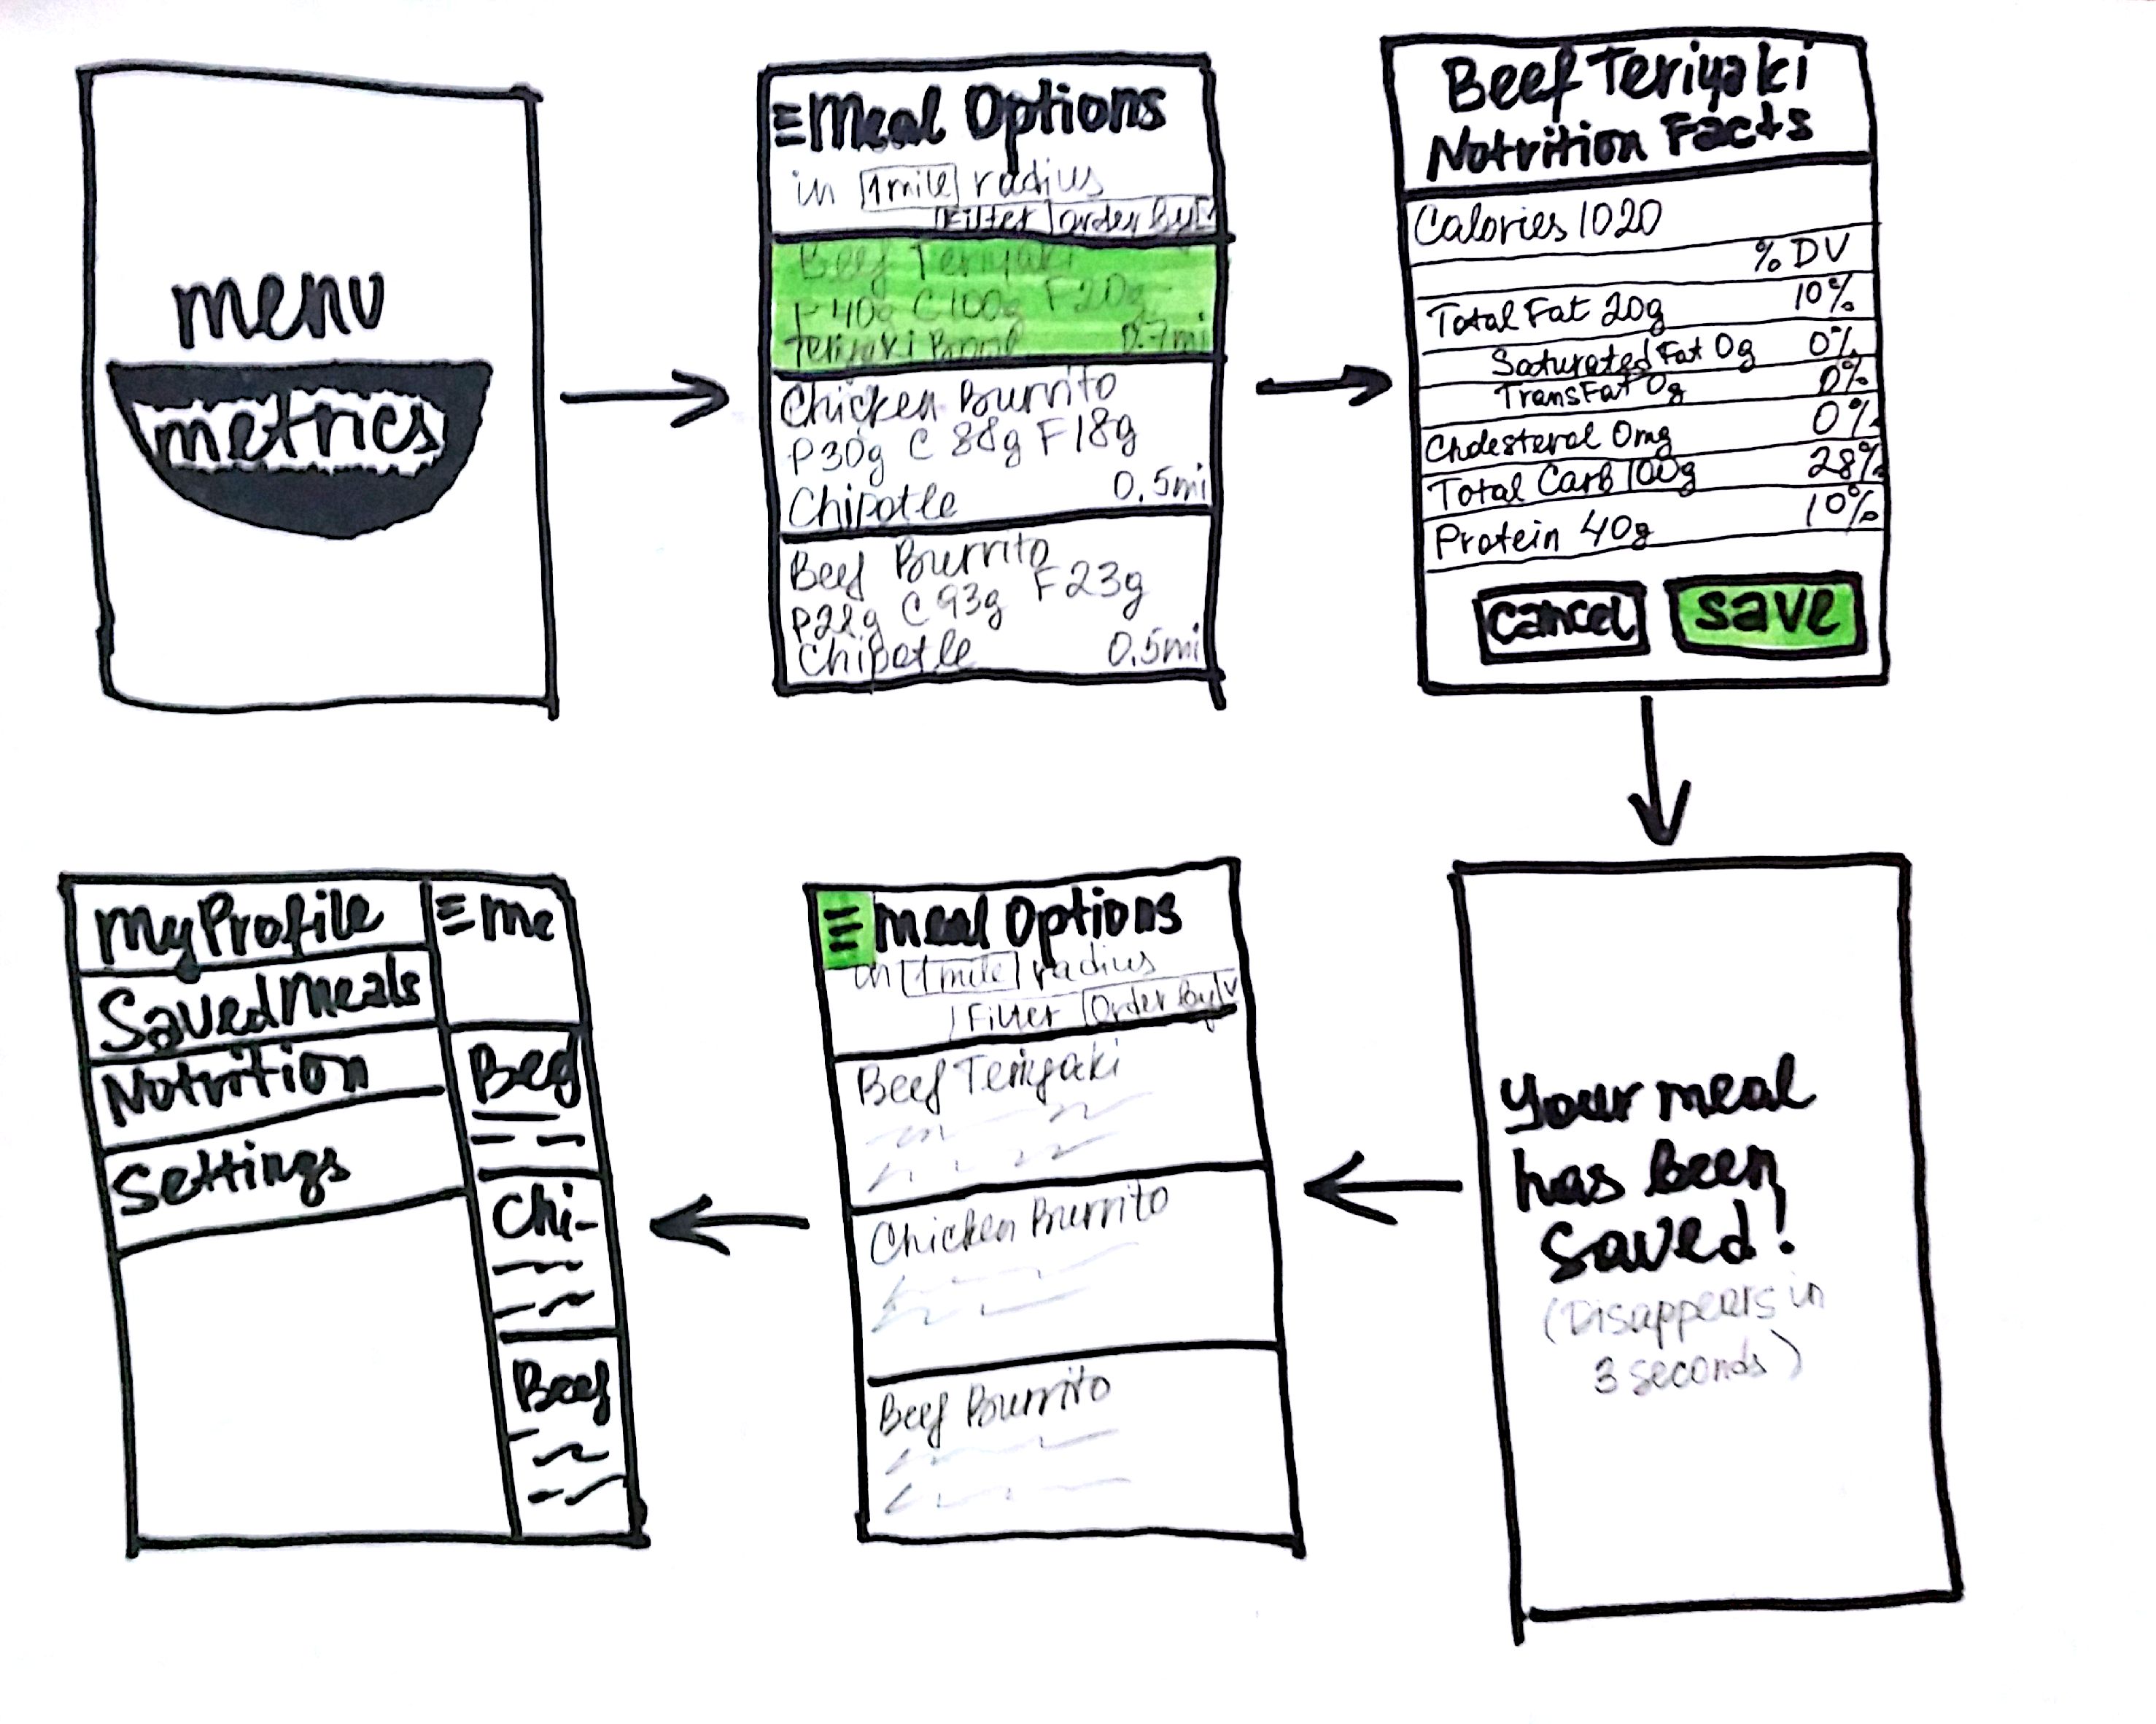 menu
metrics
≡ Meal Options
in 1 mile radius
Filter Order By
Beef Teriyaki
P 40g C 100g F 20g
Teriyaki 0.7mi
Chicken Burrito
P 30g C 88g F 18g
Chipotle 0.5mi
Beef Burrito
C 93g F 23g
Chipotle 0.5mi
Beef Teriyaki
Nutrition Facts
Calories 1020
% DV
Total Fat 20g 10%
Saturated Fat 0g 0%
Trans Fat 0g 0%
Cholesterol 0mg 0%
Total Carb 100g 28%
Protein 40g 10%
cancel save
Your meal
has been
saved!
(Disappears in
3 seconds)
≡ Meal Options
in 1 mile radius
Filter Order By v
Beef Teriyaki
Chicken Burrito
Beef Burrito
My Profile
Saved Meals
Nutrition
Settings
≡ Me
Beef
Chi-
Beef